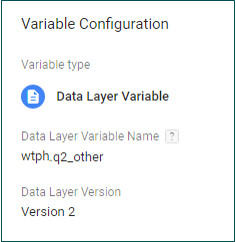 Variable Configuration
Variable type
Data Layer Variable
Data Layer Variable Name ?
wtph.q2_other
Data Layer Version
Version 2